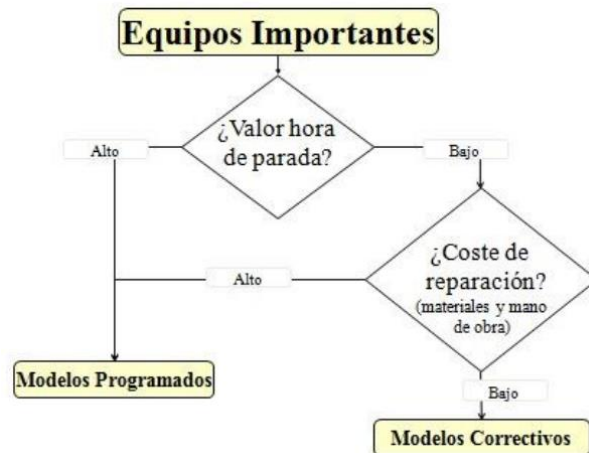 Equipos Importantes
¿Valor hora
de parada?
Alto
Bajo
¿Coste de
reparación?
(materiales y mano
de obra)
Alto
Modelos Programados
Bajo
Modelos Correctivos